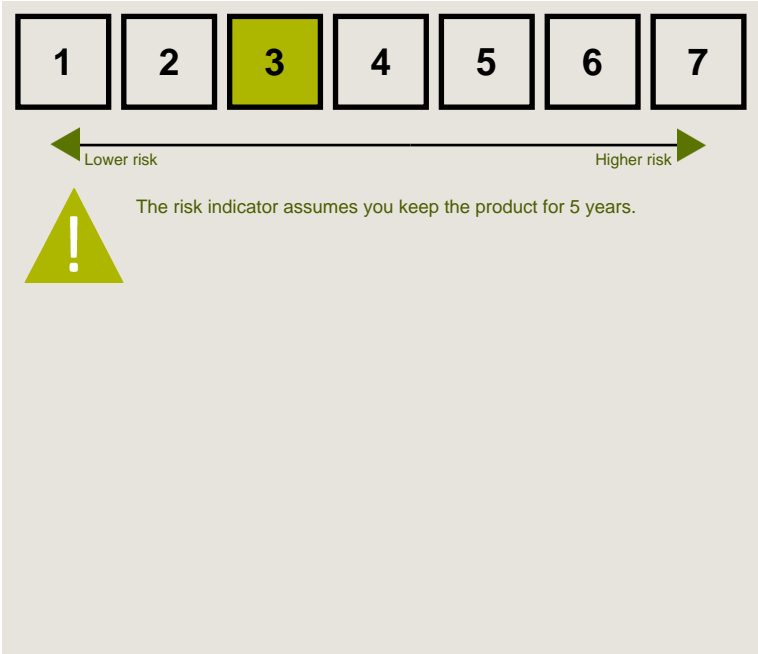 1 2 3 4 5 6 7
Lower risk Higher risk
! The risk indicator assumes you keep the product for 5 years.